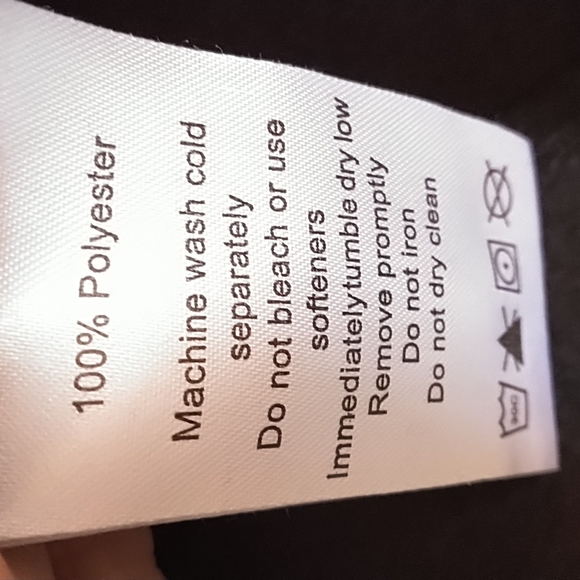 100% Polyester
Machine wash cold
separately
Do not bleach or use
softeners
Immediatelytumble dry low
Remove promptly
Do not iron
Do not dry clean
30C